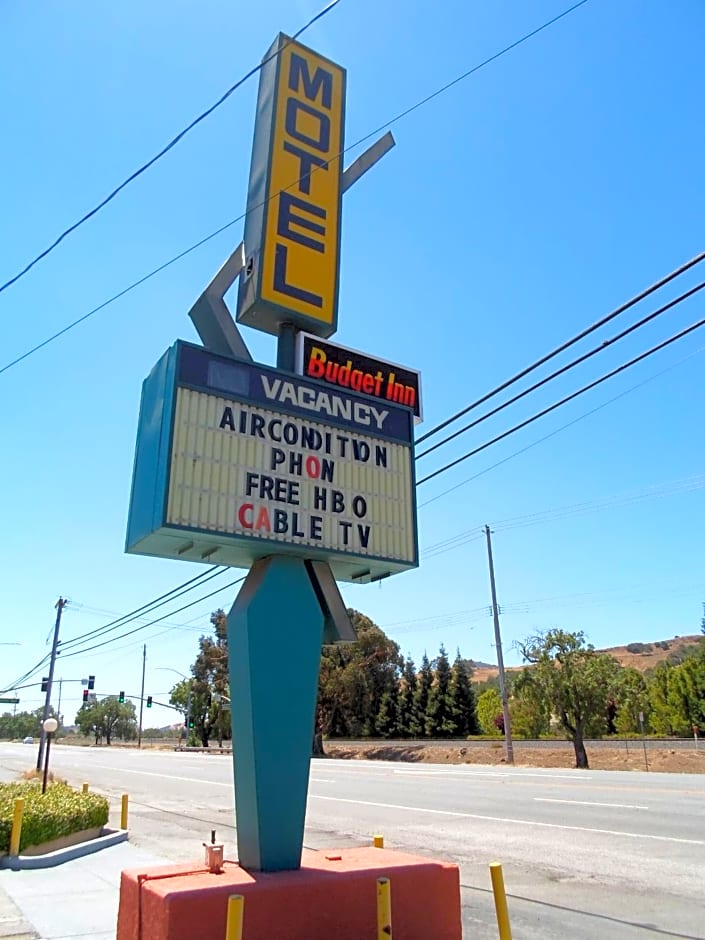 MOTEL
Budget Inn
VACANCY
AIRCONDITION
PHON
FREE HBO
CABLE TV